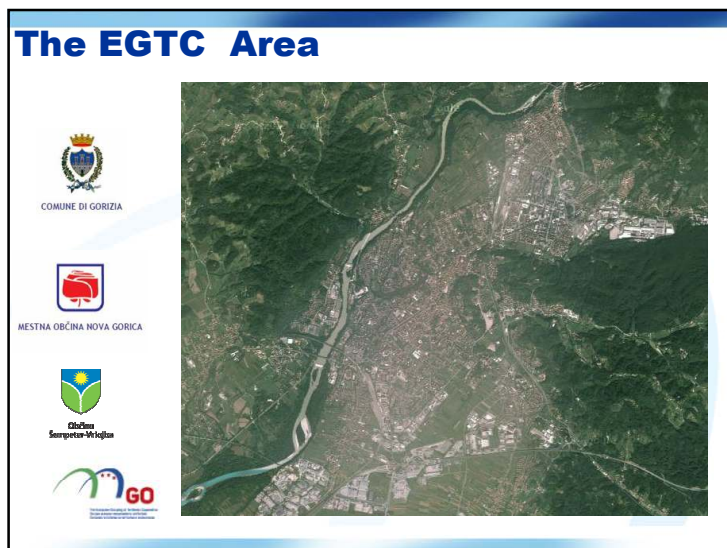 The EGTC Area
COMUNE DI GORIZIA
MESTNA OBČINA NOVA GORICA
Občina
Šempeter-Vrtojba
GO